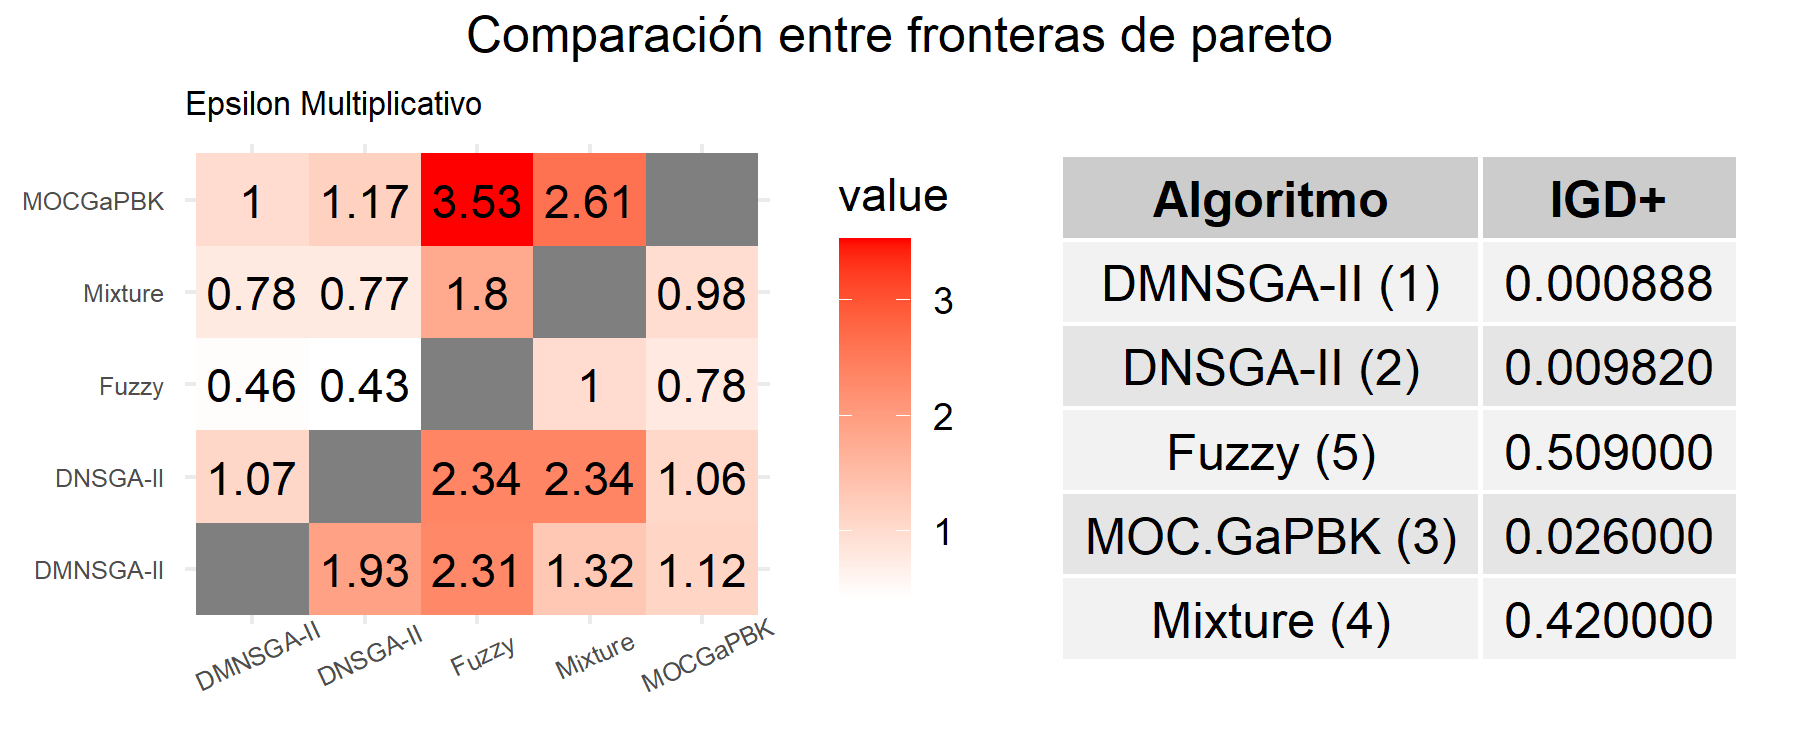 Comparación entre fronteras de pareto
Epsilon Multiplicativo
MOCGaPBK 1 1.17 3.53 2.61
Mixture 0.78 0.77 1.8 0.98
Fuzzy 0.46 0.43 1 0.78
DNSGA-II 1.07 2.34 2.34 1.06
DMNSGA-II 1.93 2.31 1.32 1.12
DMNSGA-II DNSGA-II Fuzzy Mixture MOCGaPBK
value
3
2
1
Algoritmo IGD+
DMNSGA-II (1) 0.000888
DNSGA-II (2) 0.009820
Fuzzy (5) 0.509000
MOC.GaPBK (3) 0.026000
Mixture (4) 0.420000